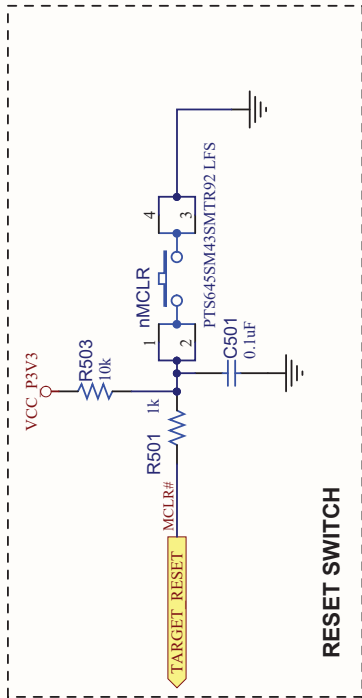 VCC_P3V3
R503
10k
R501
1k
MCLR#
TARGET_RESET
nMCLR
1
2
4
3
PTS645SM43SMTR92 LFS
C501
0.1uF
RESET SWITCH